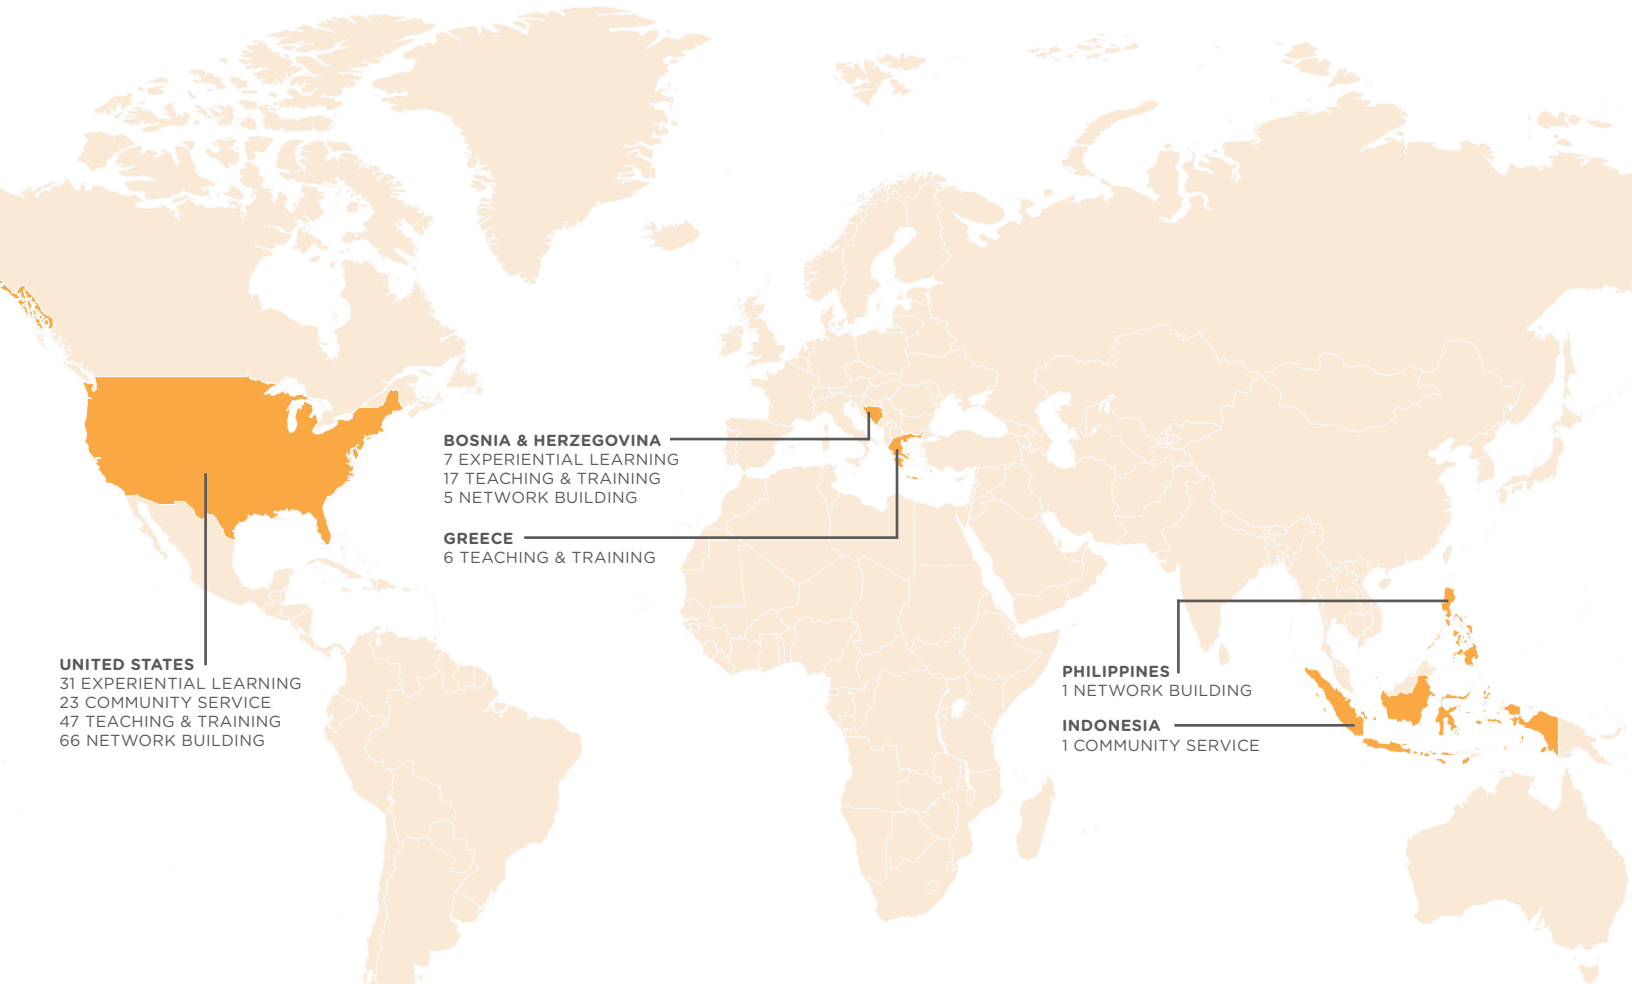 BOSNIA & HERZEGOVINA
7 EXPERIENTIAL LEARNING
17 TEACHING & TRAINING
5 NETWORK BUILDING
GREECE
6 TEACHING & TRAINING
UNITED STATES
31 EXPERIENTIAL LEARNING
23 COMMUNITY SERVICE
47 TEACHING & TRAINING
66 NETWORK BUILDING
PHILIPPINES
1 NETWORK BUILDING
INDONESIA
1 COMMUNITY SERVICE